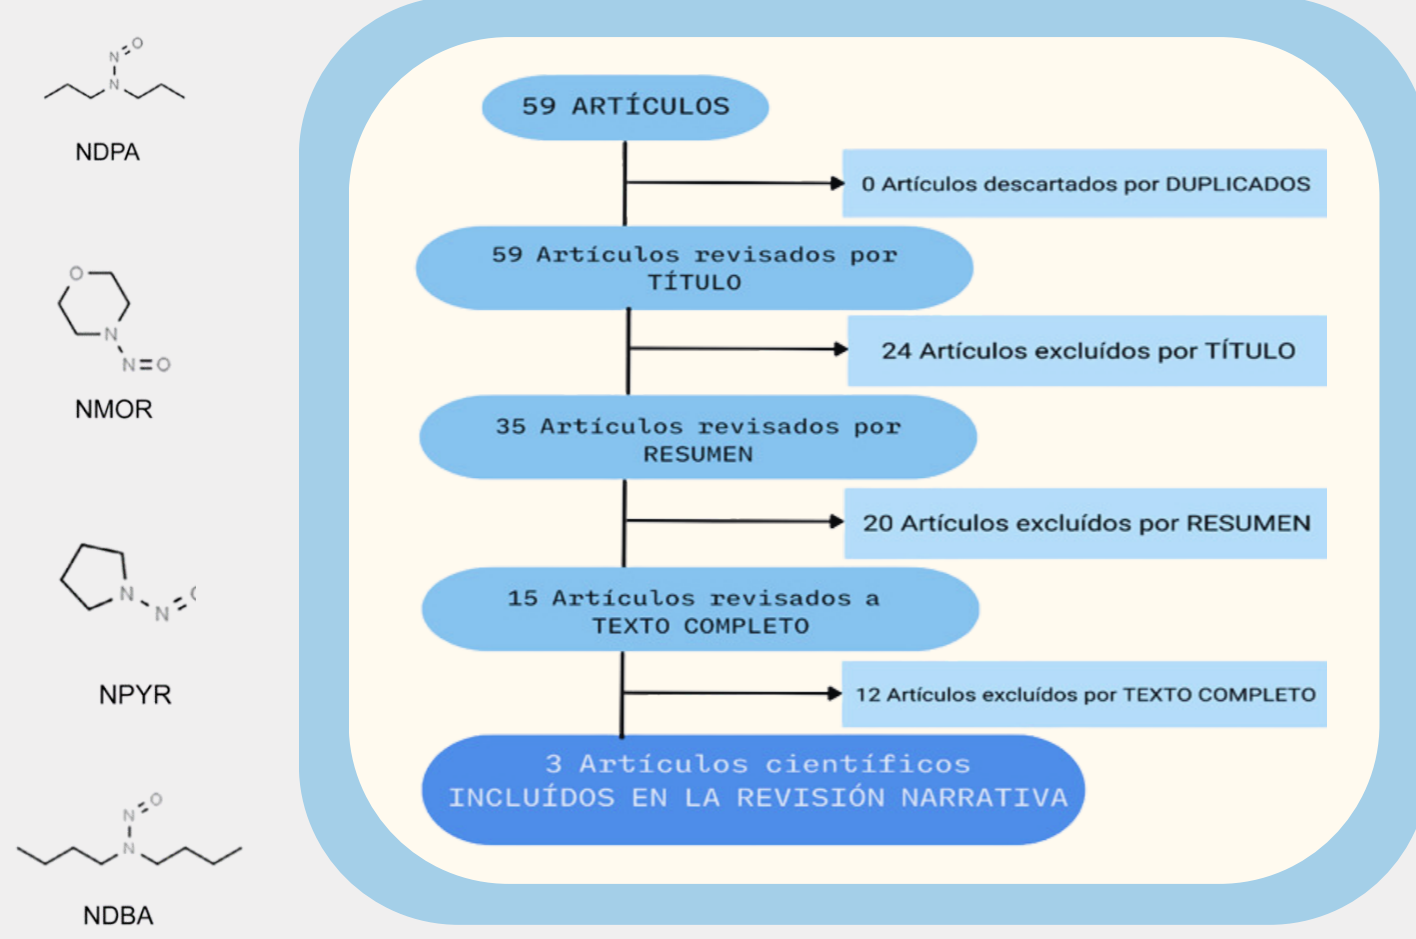 N=O
N
NDPA
O
N
N=O
NMOR
N
N=O
NPYR
N=O
N
NDBA
59 ARTÍCULOS
0 Artículos descartados por DUPLICADOS
59 Artículos revisados por
TÍTULO
24 Artículos excluídos por TÍTULO
35 Artículos revisados por
RESUMEN
20 Artículos excluídos por RESUMEN
15 Artículos revisados a
TEXTO COMPLETO
12 Artículos excluídos por TEXTO COMPLETO
3 Artículos científicos
INCLUÍDOS EN LA REVISIÓN NARRATIVA